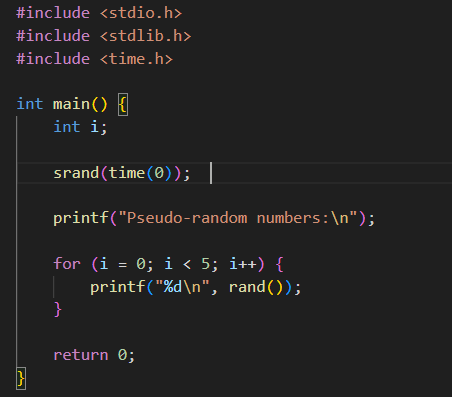 #include <stdio.h>
#include <stdlib.h>
#include <time.h>
int main() {
    int i;
    srand(time(0));
    printf("Pseudo-random numbers:\n");
    for (i = 0; i < 5; i++) {
        printf("%d\n", rand());
    }
    return 0;
}